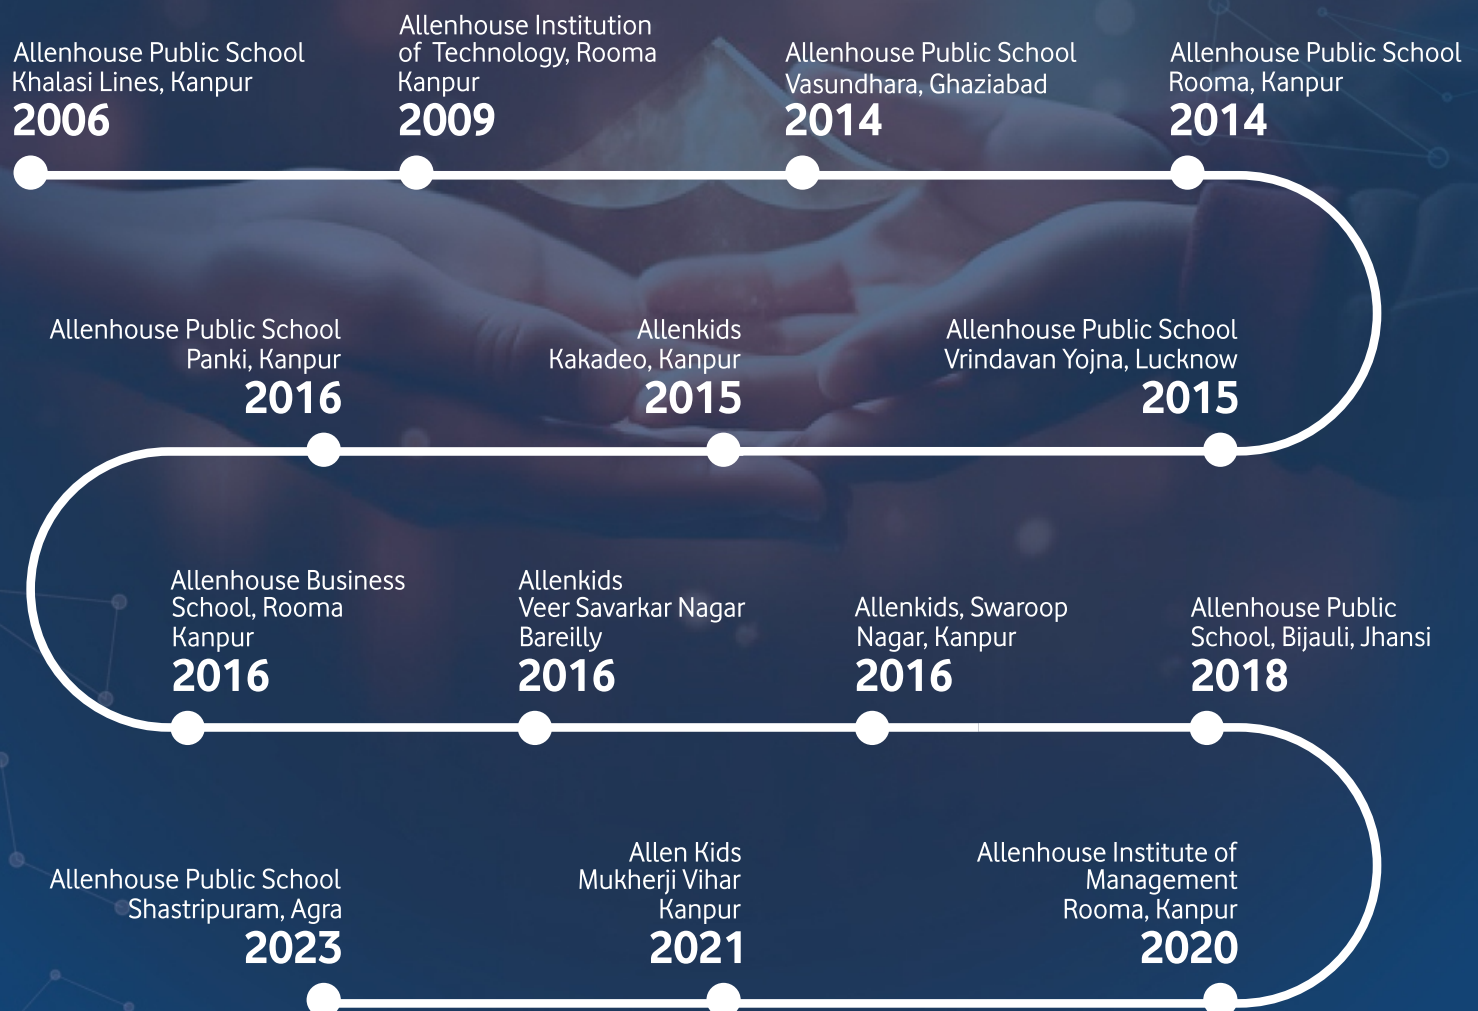 Allenhouse Public School
Khalasi Lines, Kanpur
2006
Allenhouse Institution
of Technology, Rooma
Kanpur
2009
Allenhouse Public School
Vasundhara, Ghaziabad
2014
Allenhouse Public School
Rooma, Kanpur
2014
Allenhouse Public School
Vrindavan Yojna, Lucknow
2015
Allenkids
Kakadeo, Kanpur
2015
Allenhouse Public School
Panki, Kanpur
2016
Allenhouse Business
School, Rooma
Kanpur
2016
Allenkids
Veer Savarkar Nagar
Bareilly
2016
Allenkids, Swaroop
Nagar, Kanpur
2016
Allenhouse Public
School, Bijauli, Jhansi
2018
Allenhouse Institute of
Management
Rooma, Kanpur
2020
Allen Kids
Mukherji Vihar
Kanpur
2021
Allenhouse Public School
Shastripuram, Agra
2023